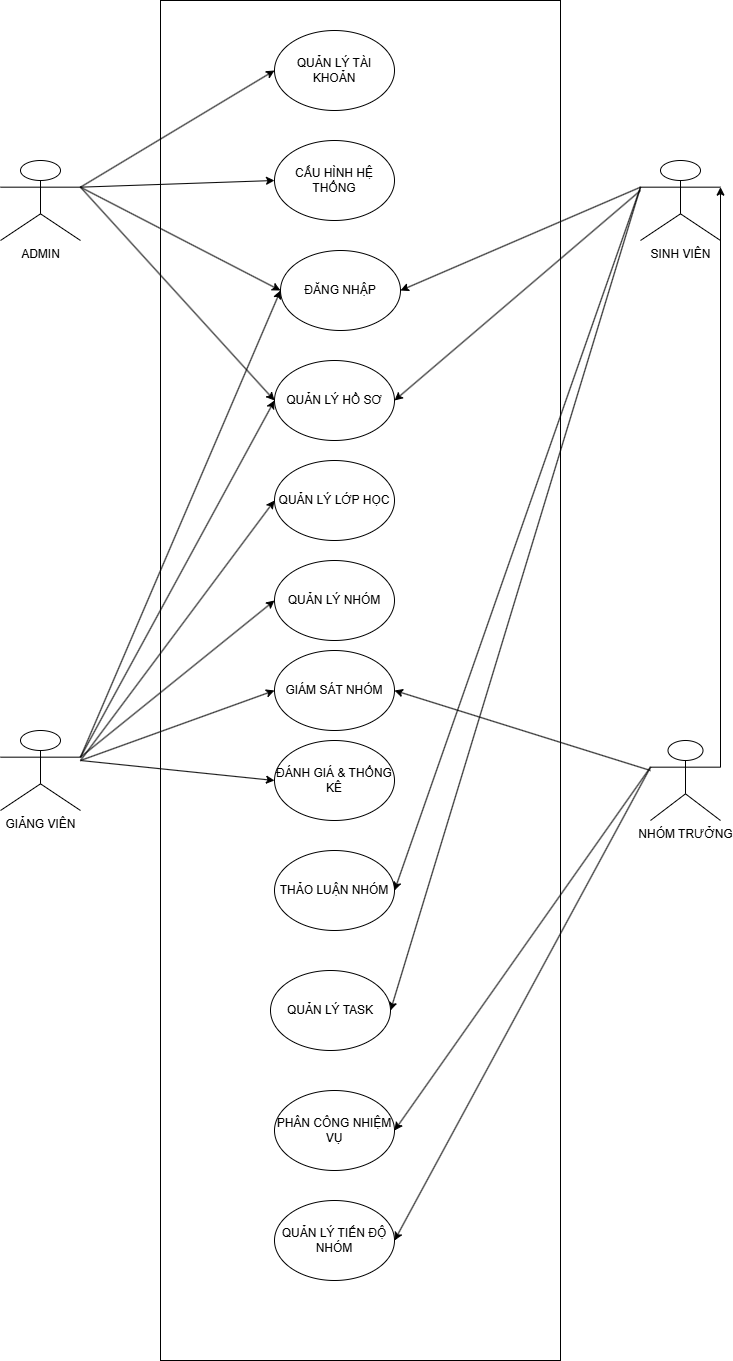 QUẢN LÝ TÀI
KHOẢN
CẤU HÌNH HỆ
THỐNG
ADMIN
SINH VIÊN
ĐĂNG NHẬP
QUẢN LÝ HỒ SƠ
QUẢN LÝ LỚP HỌC
QUẢN LÝ NHÓM
GIÁM SÁT NHÓM
ĐÁNH GIÁ & THỐNG
KÊ
GIẢNG VIÊN
NHÓM TRƯỞNG
THẢO LUẬN NHÓM
QUẢN LÝ TASK
PHÂN CÔNG NHIỆM
VỤ
QUẢN LÝ TIẾN ĐỘ
NHÓM